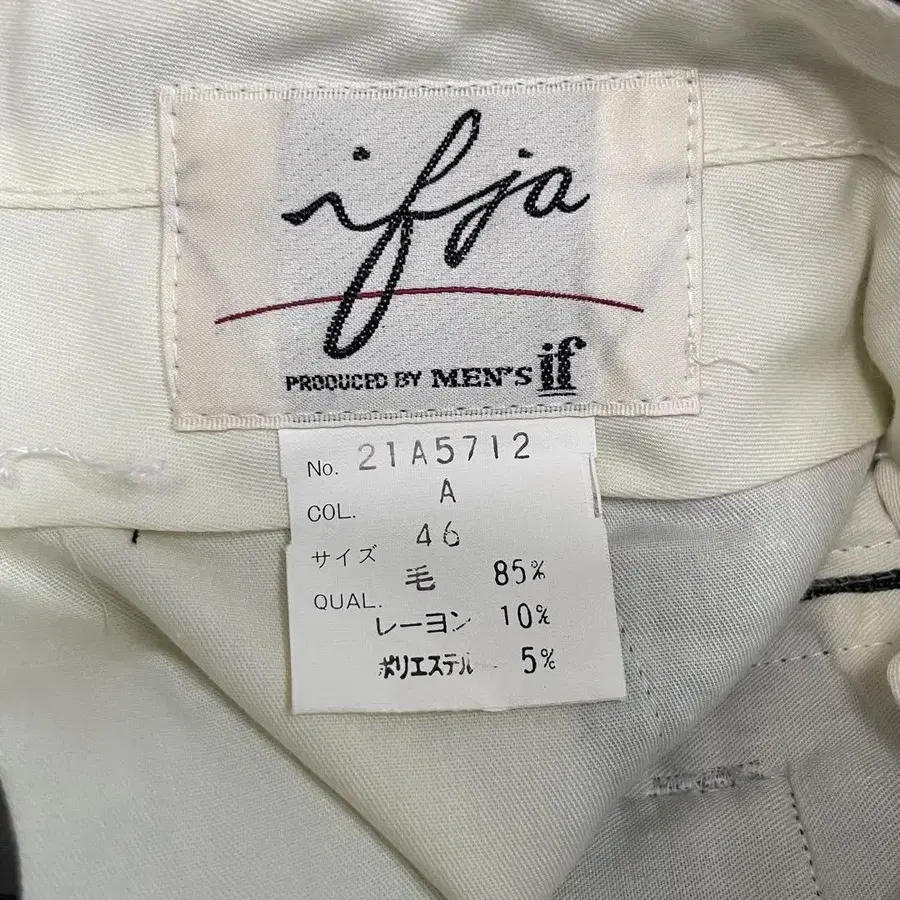 ifja
PRODUCED BY MEN'S if
No. 21A5712
COL. A
サイズ 46
QUAL. 毛 85%
レーヨン 10%
ポリエステル 5%